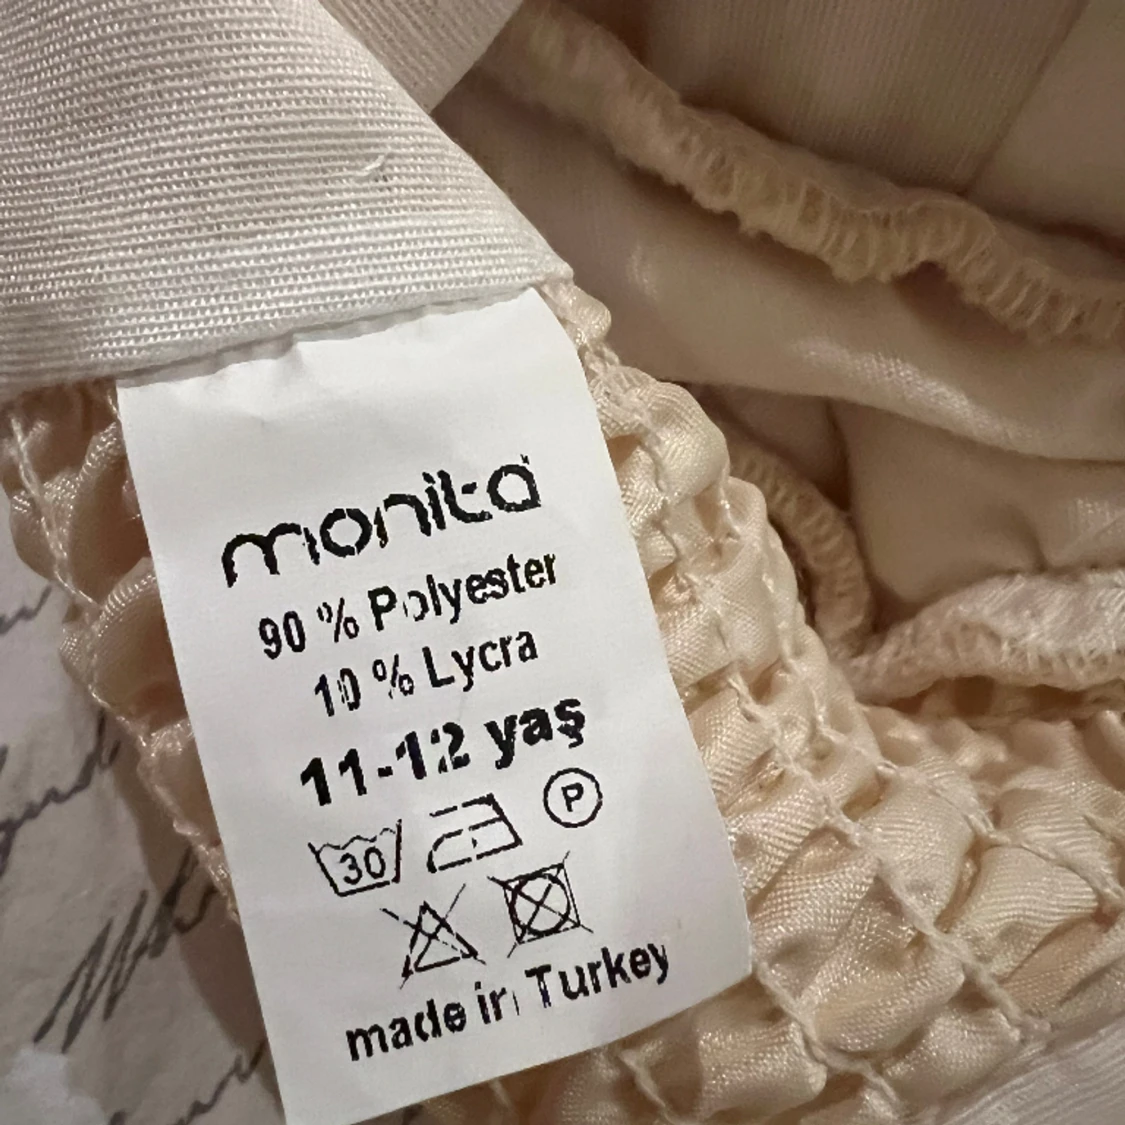 monita
90 % Polyester
10 % Lycra
11-12 yaş
30
P
made in Turkey